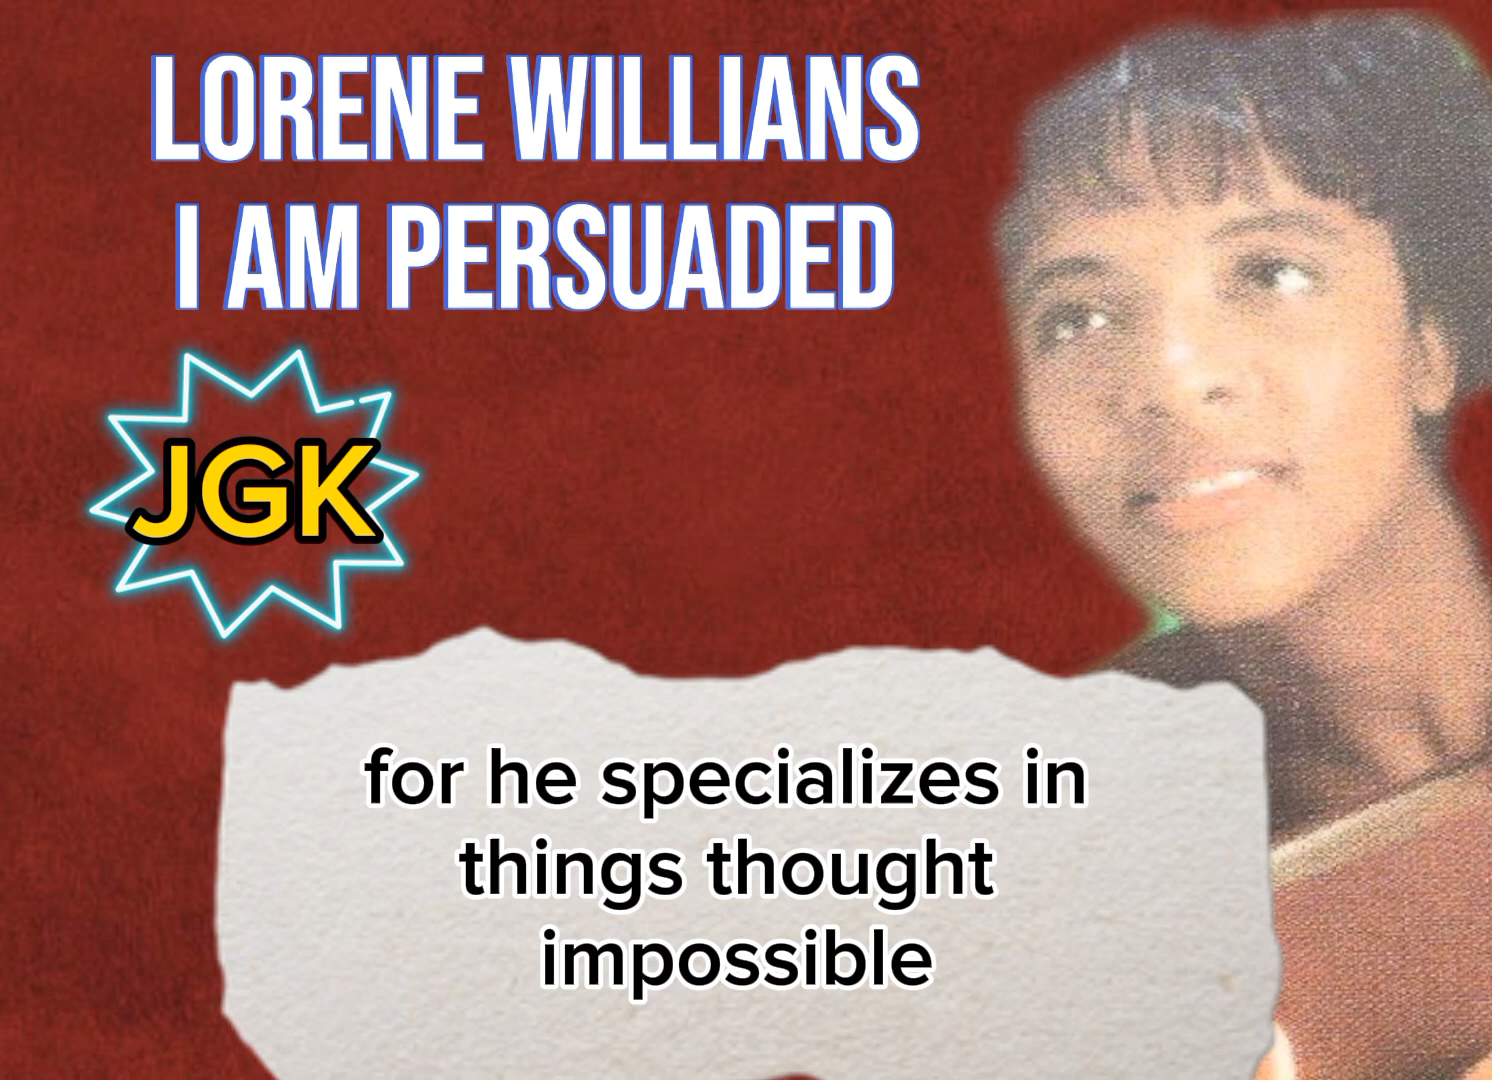 LORENE WILLIANS
I AM PERSUADED
JGK
for he specializes in
things thought
impossible